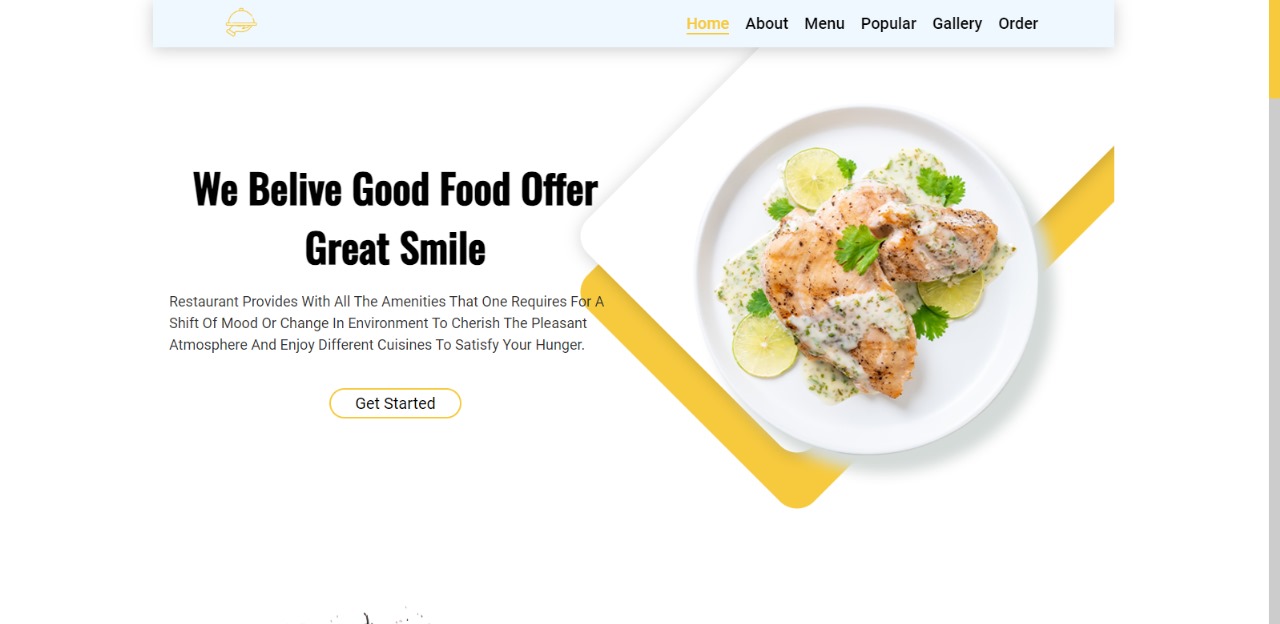 Home About Menu Popular Gallery Order
We Belive Good Food Offer
Great Smile
Restaurant Provides With All The Amenities That One Requires For A
Shift Of Mood Or Change In Environment To Cherish The Pleasant
Atmosphere And Enjoy Different Cuisines To Satisfy Your Hunger.
Get Started